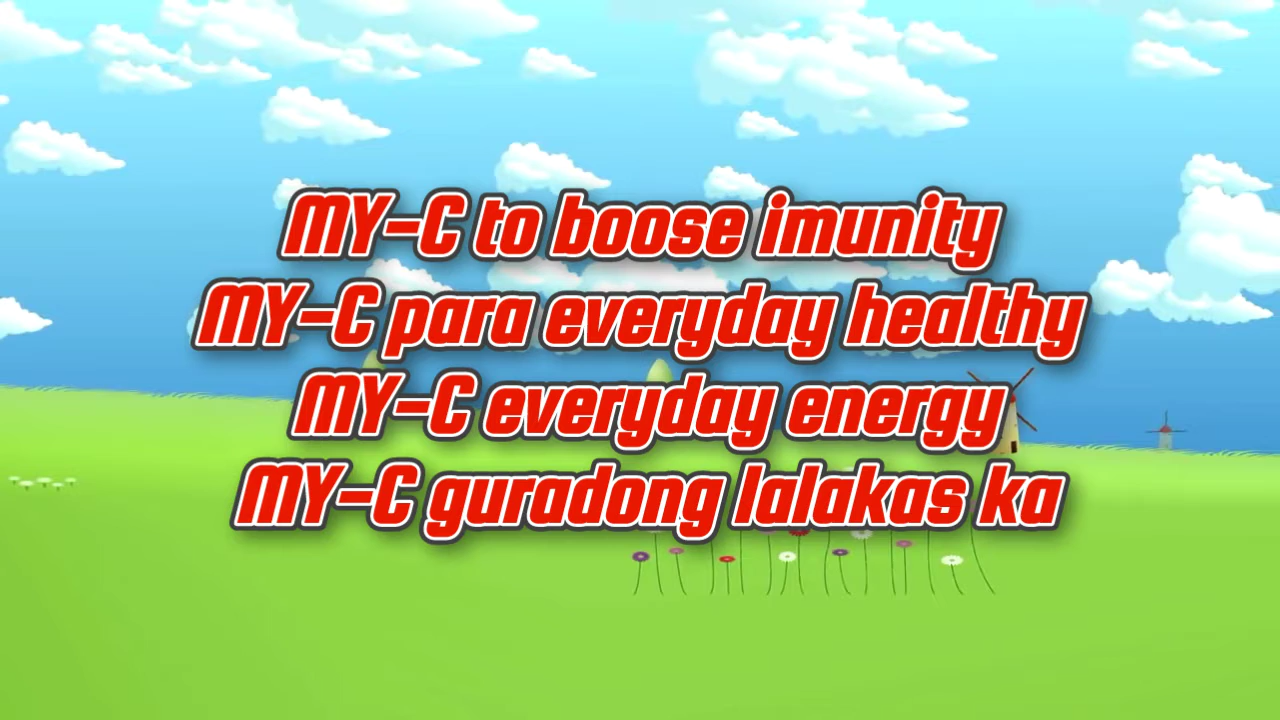 MY-C to boose imunity
MY-C para everyday healthy
MY-C everyday energy
MY-C guradong lalakas ka